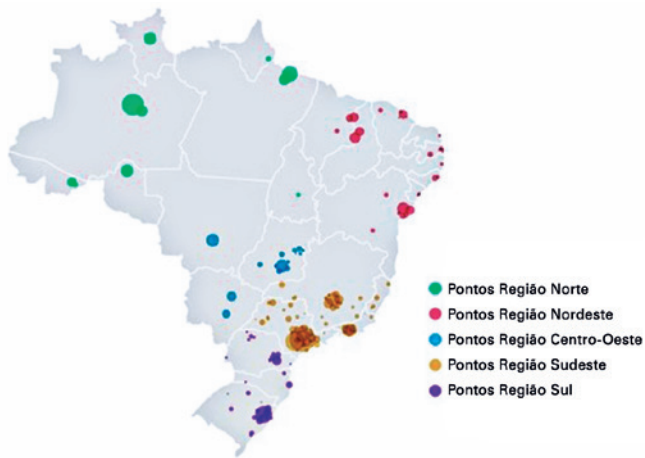 Pontos Região Norte
Pontos Região Nordeste
Pontos Região Centro-Oeste
Pontos Região Sudeste
Pontos Região Sul